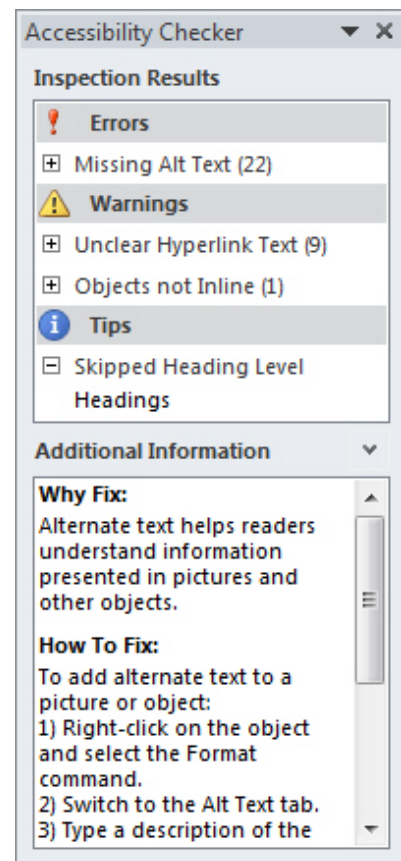 Accessibility Checker
Inspection Results
Errors
Missing Alt Text (22)
Warnings
Unclear Hyperlink Text (9)
Objects not Inline (1)
Tips
Skipped Heading Level
Headings
Additional Information
Why Fix:
Alternate text helps readers
understand information
presented in pictures and
other objects.
How To Fix:
To add alternate text to a
picture or object:
1) Right-click on the object
and select the Format
command.
2) Switch to the Alt Text tab.
3) Type a description of the